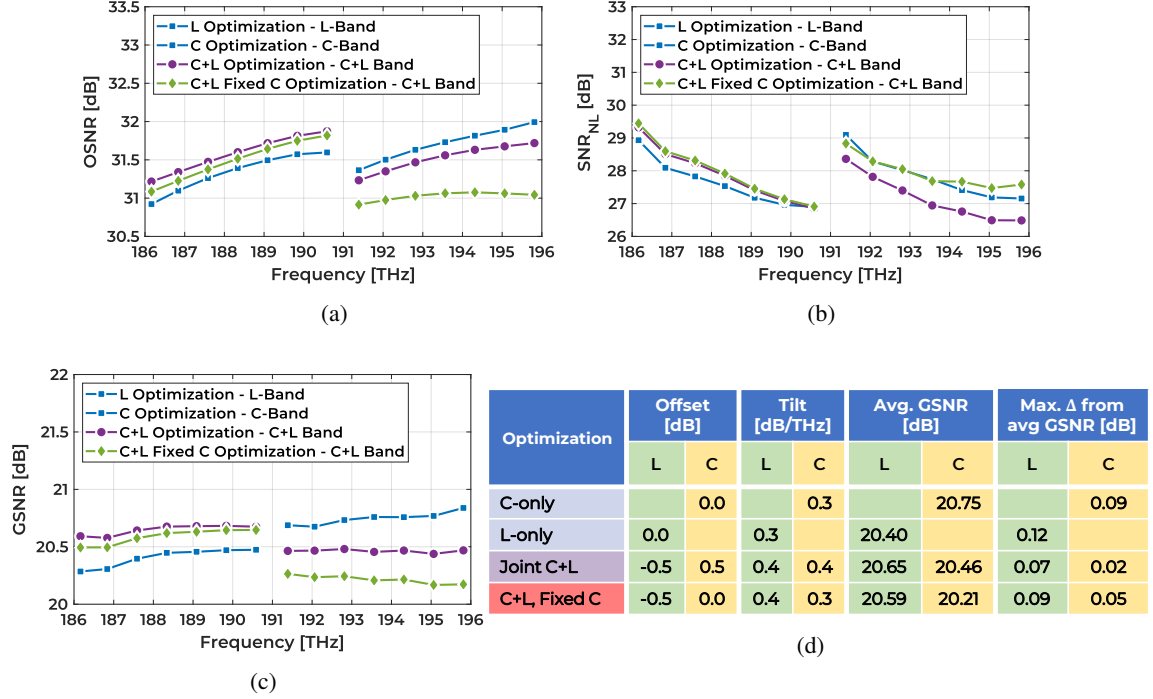 33.5
33
32.5
32
31.5
31
30.5
OSNR [dB]
L Optimization - L-Band
C Optimization - C-Band
C+L Optimization - C+L Band
C+L Fixed C Optimization - C+L Band
186 187 188 189 190 191 192 193 194 195 196
Frequency [THz]
(a)
33
32
31
30
29
28
27
26
SNR_NL [dB]
L Optimization - L-Band
C Optimization - C-Band
C+L Optimization - C+L Band
C+L Fixed C Optimization - C+L Band
186 187 188 189 190 191 192 193 194 195 196
Frequency [THz]
(b)
22
21.5
21
20.5
20
GSNR [dB]
L Optimization - L-Band
C Optimization - C-Band
C+L Optimization - C+L Band
C+L Fixed C Optimization - C+L Band
186 187 188 189 190 191 192 193 194 195 196
Frequency [THz]
(c)
Optimization
Offset
[dB]
Tilt
[dB/THz]
Avg. GSNR
[dB]
Max. Δ from
avg GSNR [dB]
L C L C L C L C
C-only 0.0 0.3 20.75 0.09
L-only 0.0 0.3 20.40 0.12
Joint C+L -0.5 0.5 0.4 0.4 20.65 20.46 0.07 0.02
C+L, Fixed C -0.5 0.0 0.4 0.3 20.59 20.21 0.09 0.05
(d)